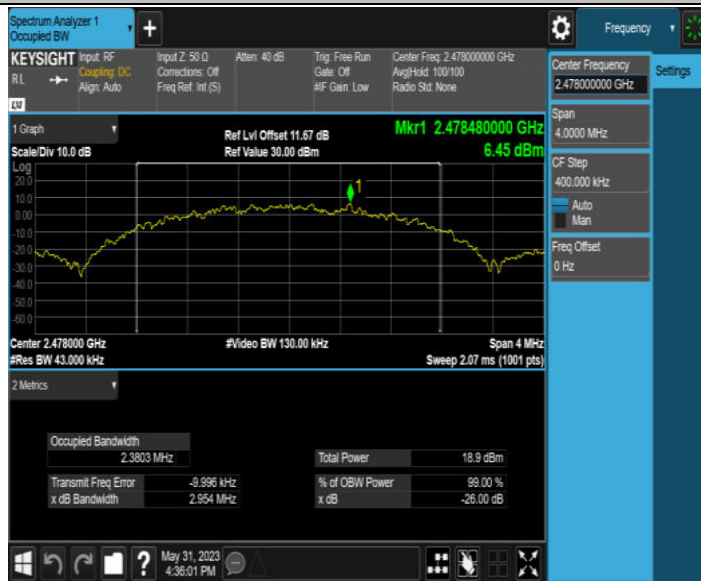 Spectrum Analyzer 1
Occupied BW
+
Frequency
KEYSIGHT
RL
Input: RF
Coupling: DC
Align: Auto
Input Z: 50 Ω
Corrections: Off
Freq Ref: Int (S)
Atten: 40 dB
Trig: Free Run
Gate: Off
#IF Gain: Low
Center Freq: 2.478000000 GHz
Avg|Hold: 100/100
Radio Std: None
Center Frequency
2.478000000 GHz
Settings
Span
4.0000 MHz
CF Step
400.000 kHz
Auto
Man
Freq Offset
0 Hz
1 Graph
Scale/Div 10.0 dB
Ref Lvl Offset 11.67 dB
Ref Value 30.00 dBm
Mkr1 2.478480000 GHz
6.45 dBm
Log
20.0
10.0
0.00
-10.0
-20.0
-30.0
-40.0
-50.0
-60.0
1
Center 2.478000 GHz
#Res BW 43.000 kHz
#Video BW 130.00 kHz
Span 4 MHz
Sweep 2.07 ms (1001 pts)
2 Metrics
Occupied Bandwidth
2.3803 MHz
Total Power 18.9 dBm
Transmit Freq Error -9.996 kHz
% of OBW Power 99.00 %
x dB Bandwidth 2.954 MHz
x dB -26.00 dB
?
May 31, 2023
4:36:01 PM